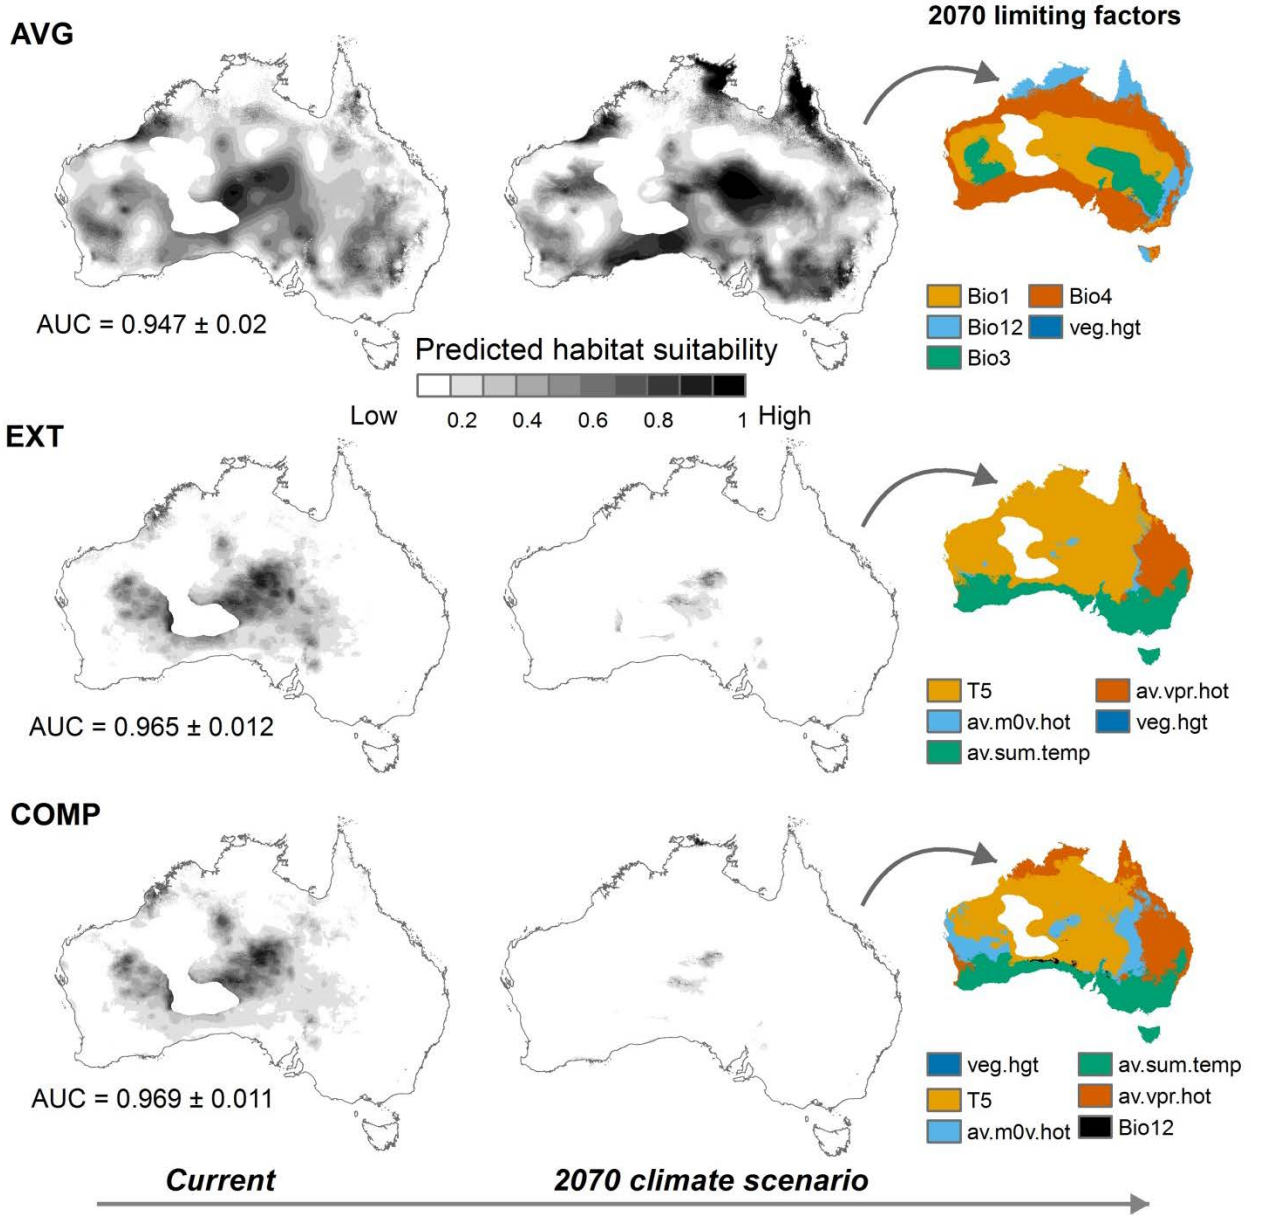 AVG
2070 limiting factors
Bio1 Bio4
Bio12 veg.hgt
Bio3
AUC = 0.947 ± 0.02
Predicted habitat suitability
Low 0.2 0.4 0.6 0.8 1 High
EXT
T5 av.vpr.hot
av.m0v.hot veg.hgt
av.sum.temp
AUC = 0.965 ± 0.012
COMP
veg.hgt av.sum.temp
T5 av.vpr.hot
av.m0v.hot Bio12
AUC = 0.969 ± 0.011
Current 2070 climate scenario